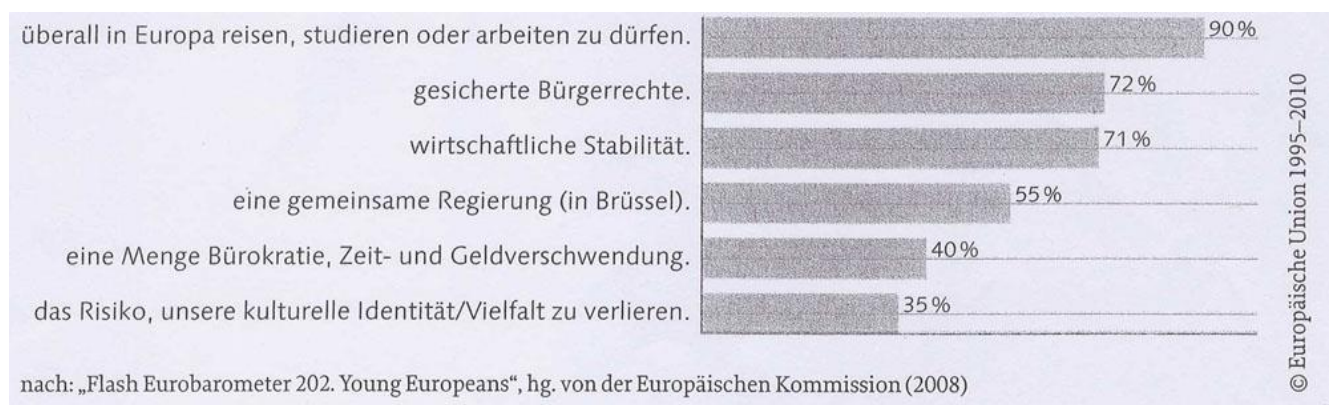 überall in Europa reisen, studieren oder arbeiten zu dürfen. 90 %
gesicherte Bürgerrechte. 72 %
wirtschaftliche Stabilität. 71 %
eine gemeinsame Regierung (in Brüssel). 55 %
eine Menge Bürokratie, Zeit- und Geldverschwendung. 40 %
das Risiko, unsere kulturelle Identität/Vielfalt zu verlieren. 35 %
nach: „Flash Eurobarometer 202. Young Europeans“, hg. von der Europäischen Kommission (2008)
© Europäische Union 1995–2010